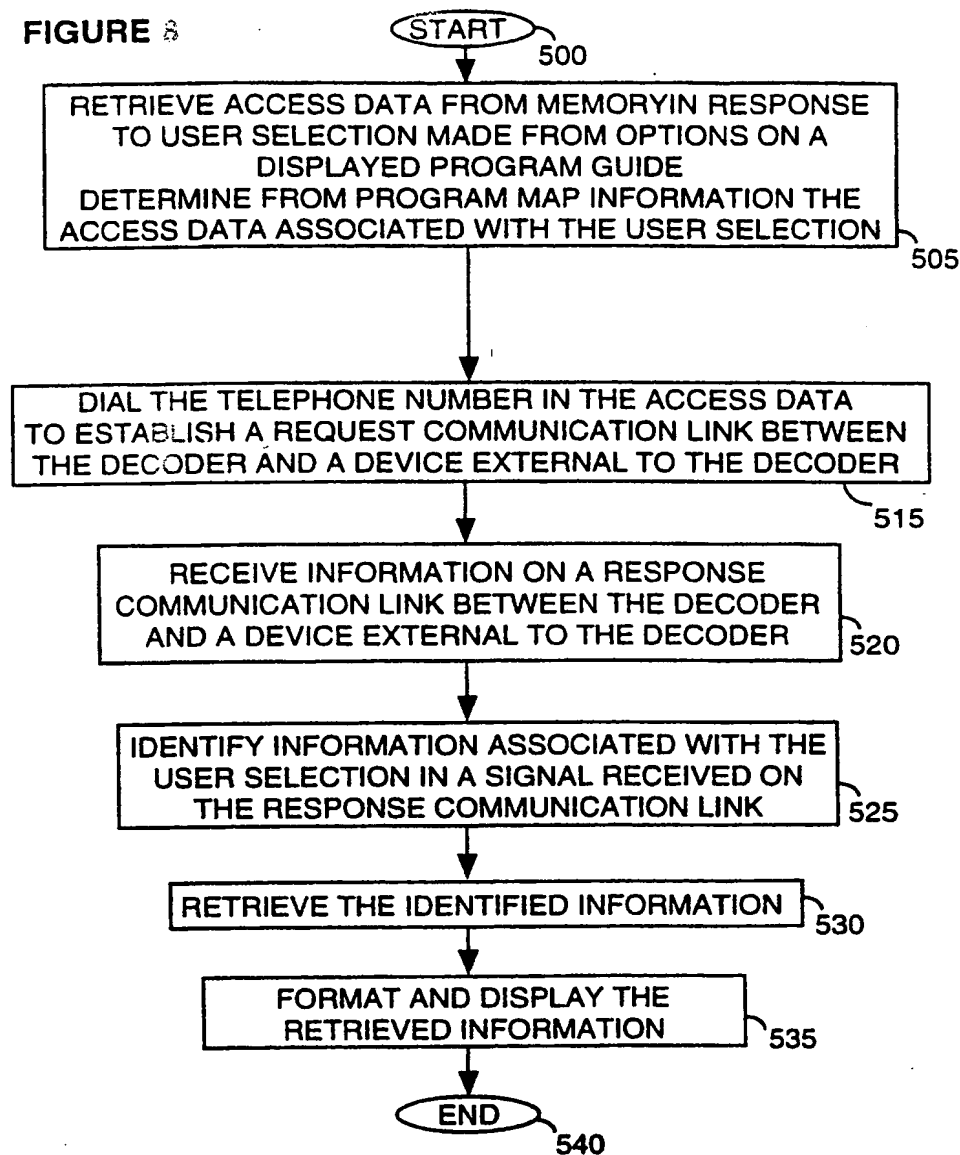 FIGURE 8
START
500
RETRIEVE ACCESS DATA FROM MEMORYIN RESPONSE
TO USER SELECTION MADE FROM OPTIONS ON A
DISPLAYED PROGRAM GUIDE
DETERMINE FROM PROGRAM MAP INFORMATION THE
ACCESS DATA ASSOCIATED WITH THE USER SELECTION
505
DIAL THE TELEPHONE NUMBER IN THE ACCESS DATA
TO ESTABLISH A REQUEST COMMUNICATION LINK BETWEEN
THE DECODER AND A DEVICE EXTERNAL TO THE DECODER
515
RECEIVE INFORMATION ON A RESPONSE
COMMUNICATION LINK BETWEEN THE DECODER
AND A DEVICE EXTERNAL TO THE DECODER
520
IDENTIFY INFORMATION ASSOCIATED WITH THE
USER SELECTION IN A SIGNAL RECEIVED ON
THE RESPONSE COMMUNICATION LINK
525
RETRIEVE THE IDENTIFIED INFORMATION
530
FORMAT AND DISPLAY THE
RETRIEVED INFORMATION
535
END
540